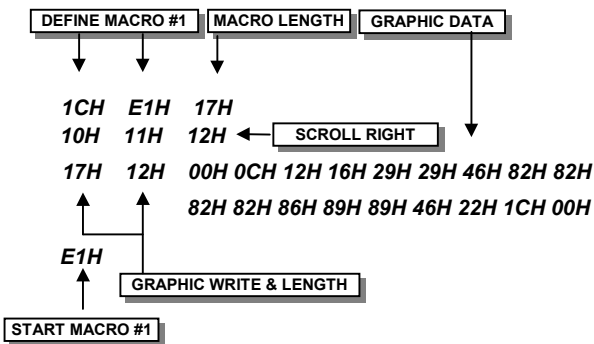 DEFINE MACRO #1 MACRO LENGTH GRAPHIC DATA
1CH E1H 17H
10H 11H 12H SCROLL RIGHT
17H 12H 00H 0CH 12H 16H 29H 29H 46H 82H 82H
82H 82H 86H 89H 89H 46H 22H 1CH 00H
E1H
GRAPHIC WRITE & LENGTH
START MACRO #1